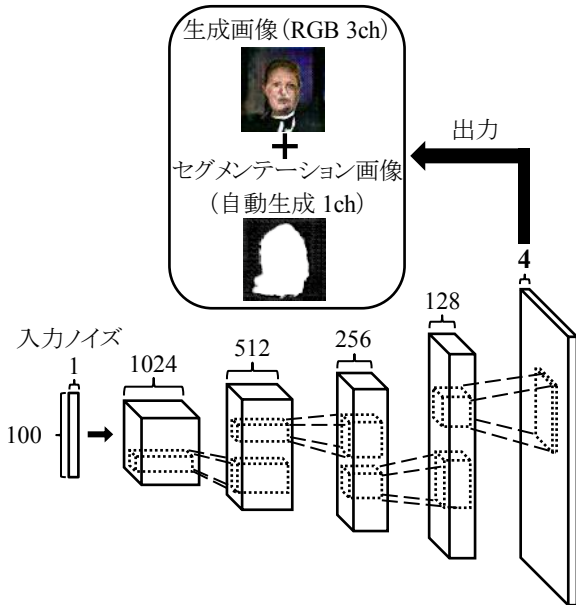 生成画像(RGB 3ch)
+
セグメンテーション画像
(自動生成 1ch)
出力
4
128
256
512
1024
入力ノイズ
1
100